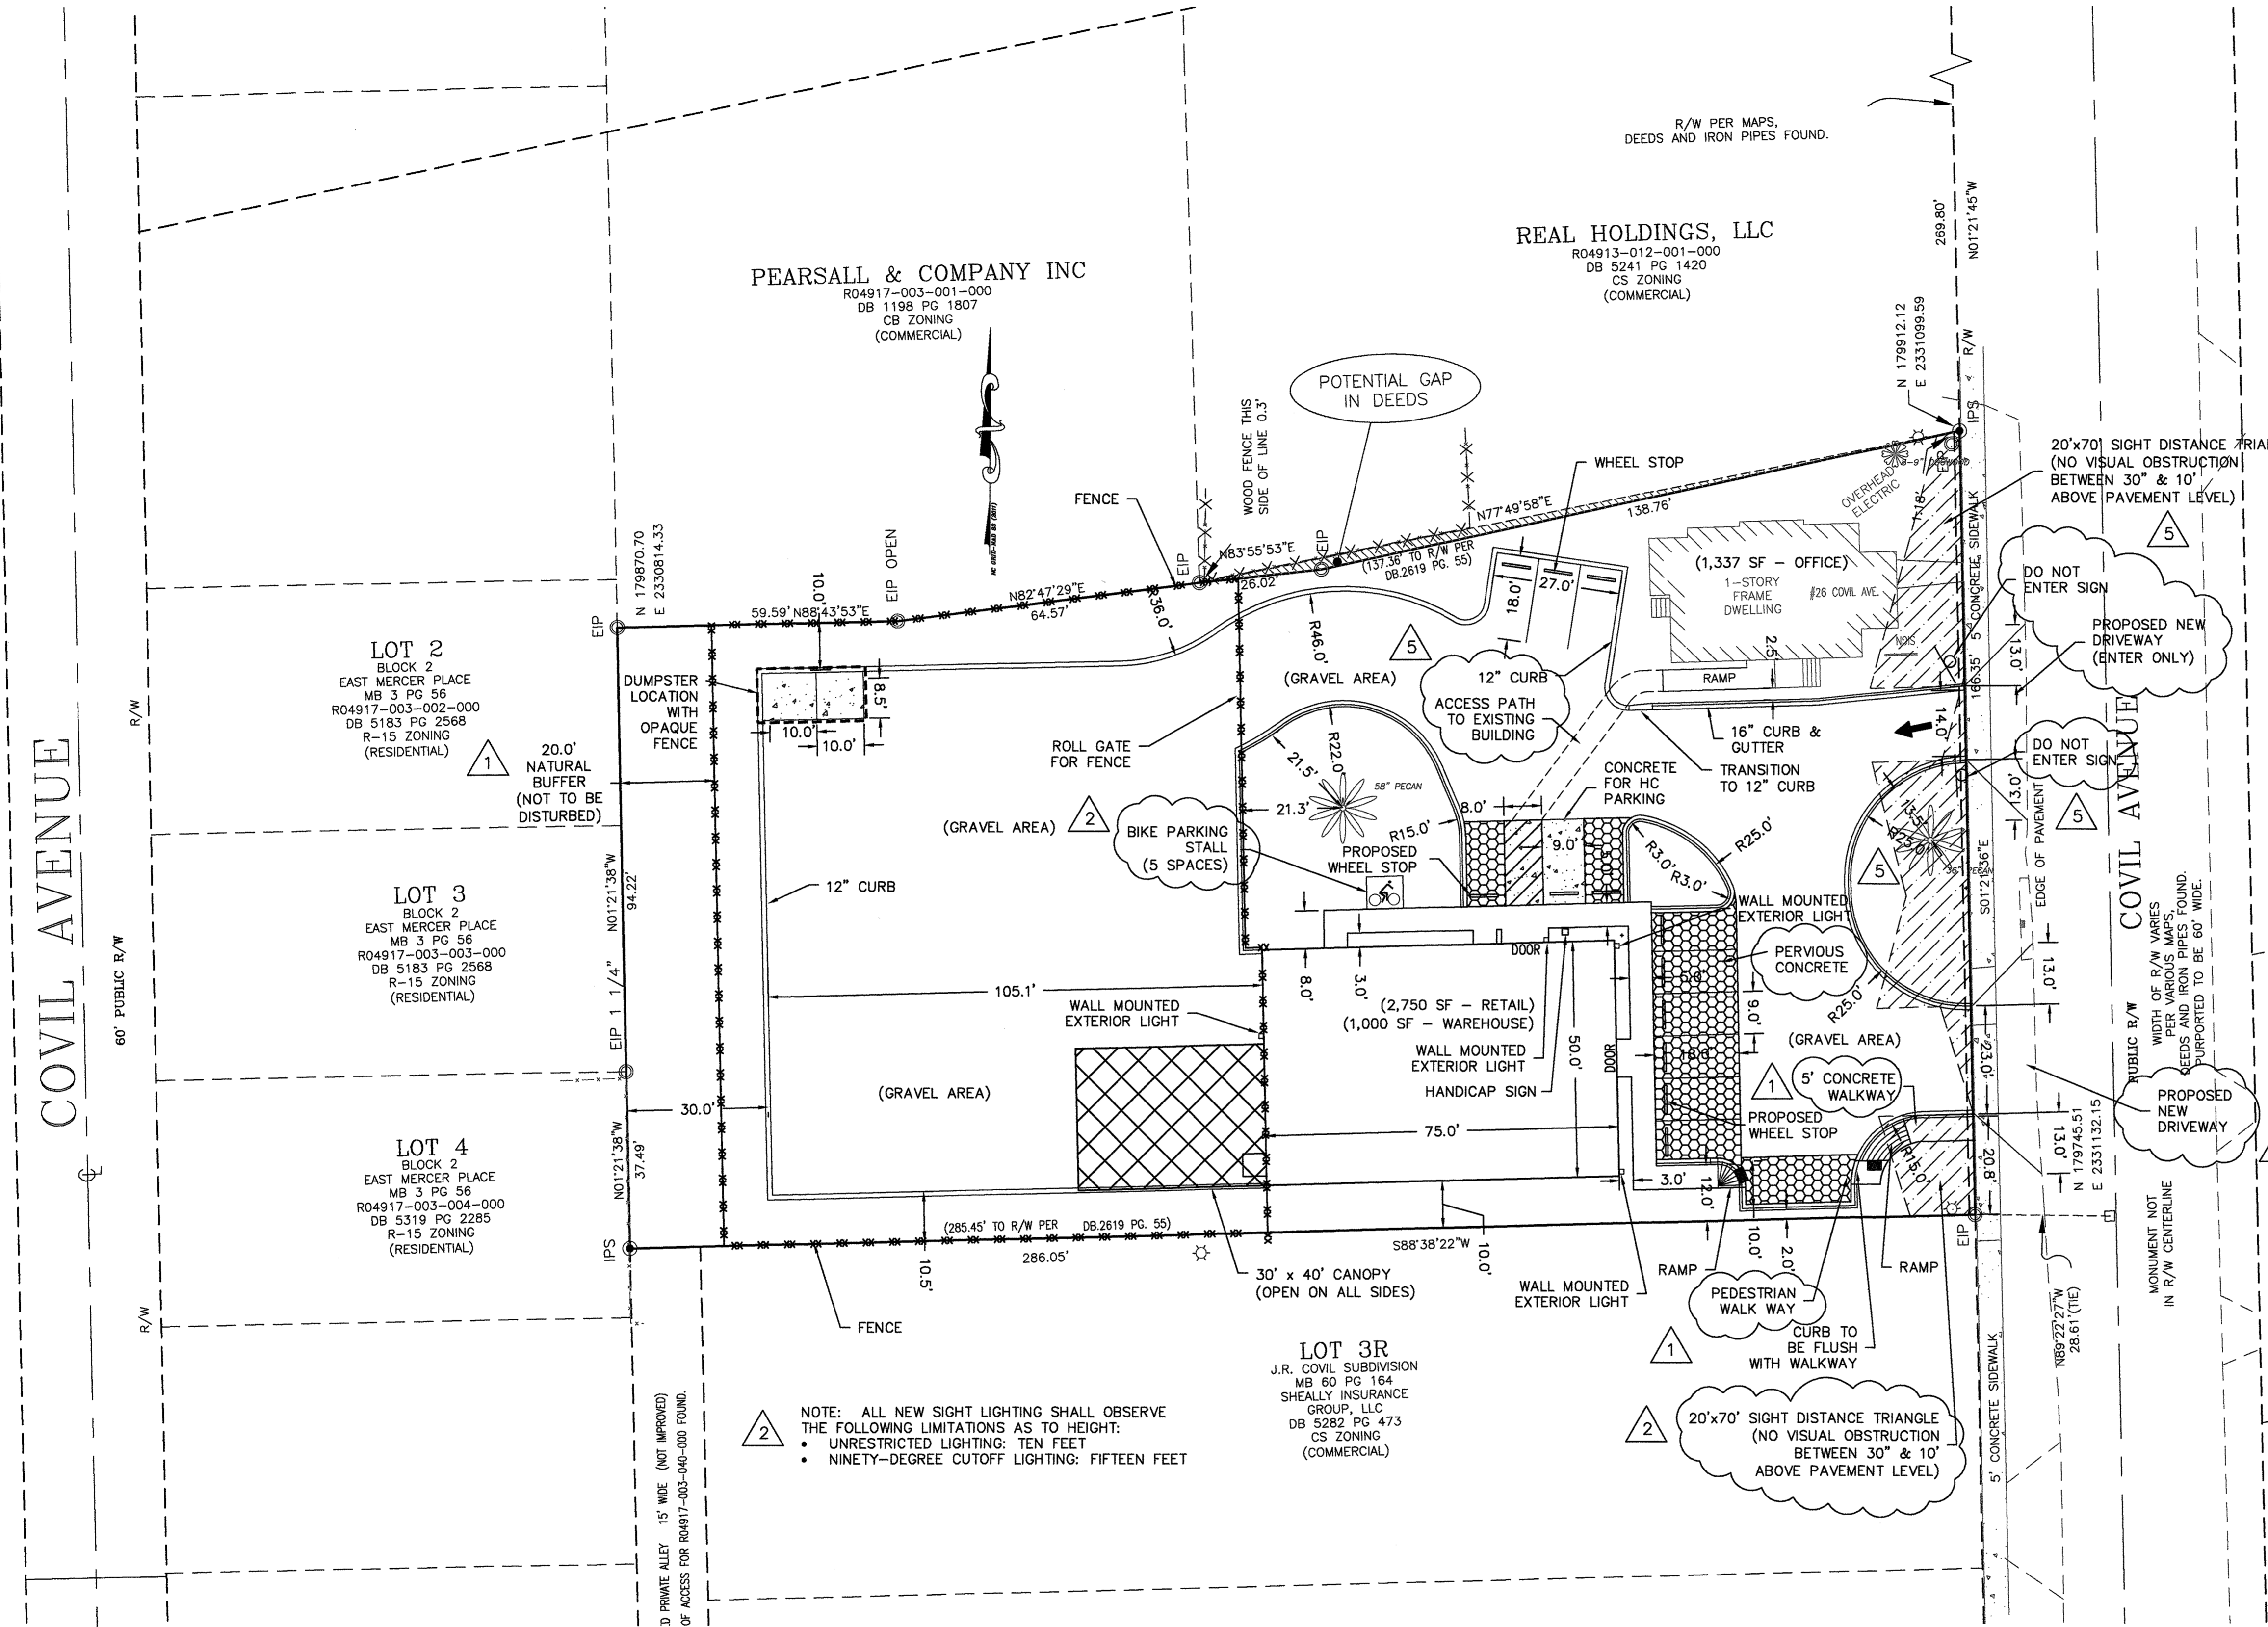 R/W PER MAPS,
DEEDS AND IRON PIPES FOUND.
269.80'
N01°21'45"W
REAL HOLDINGS, LLC
R04913-012-001-000
DB 5241 PG 1420
CS ZONING
(COMMERCIAL)
PEARSALL & COMPANY INC
R04917-003-001-000
DB 1198 PG 1807
CB ZONING
(COMMERCIAL)
NC GRID-NAD 83 (2011)
POTENTIAL GAP
IN DEEDS
WOOD FENCE THIS
SIDE OF LINE 0.3'
N 179912.12
E 2331099.59
R/W
IPS
20'x70' SIGHT DISTANCE TRIA
(NO VISUAL OBSTRUCTION
BETWEEN 30" & 10'
ABOVE PAVEMENT LEVEL)
5
WHEEL STOP
FENCE
OVERHEAD
ELECTRIC
EIP
1.18'
N77°49'58"E
138.76'
(137.36 TO R/W PER
DB.2619 PG. 55)
N83°55'53"E
26.02'
EIP
EIP
EIP OPEN
N82°47'29"E
64.57'
59.59' N88°43'53"E
N 179870.70
E 2330814.33
EIP
10.0'
R36.0'
R46.0'
18.0'
27.0'
(1,337 SF - OFFICE)
1-STORY
FRAME
DWELLING
#26 COVIL AVE.
SIGN
5' CONCRETE SIDEWALK
166.35'
DO NOT
ENTER SIGN
PROPOSED NEW
DRIVEWAY
(ENTER ONLY)
13.0'
LOT 2
BLOCK 2
EAST MERCER PLACE
MB 3 PG 56
R04917-003-002-000
DB 5183 PG 2568
R-15 ZONING
(RESIDENTIAL)
R/W
1
20.0'
NATURAL
BUFFER
(NOT TO BE
DISTURBED)
DUMPSTER
LOCATION
WITH
OPAQUE
FENCE
8.5'
10.0'
10.0'
ROLL GATE
FOR FENCE
(GRAVEL AREA)
5
12" CURB
ACCESS PATH
TO EXISTING
BUILDING
RAMP
2.5'
16" CURB &
GUTTER
TRANSITION
TO 12" CURB
14.0'
DO NOT
ENTER SIGN
5
13.0'
R22.0'
21.5'
21.3'
58" PECAN
(GRAVEL AREA)
2
BIKE PARKING
STALL
(5 SPACES)
R15.0'
8.0'
CONCRETE
FOR HC
PARKING
PROPOSED
WHEEL STOP
9.0'
R3.0'
R3.0'
R25.0'
13.5'
R25.0'
36" PECAN
5
S01°21'36"E
EDGE OF PAVEMENT
COVIL AVENUE
PUBLIC R/W
WIDTH OF R/W VARIES
PER VARIOUS MAPS,
DEEDS AND IRON PIPES FOUND.
PURPORTED TO BE 60' WIDE.
COVIL AVENUE
60' PUBLIC R/W
LOT 3
BLOCK 2
EAST MERCER PLACE
MB 3 PG 56
R04917-003-003-000
DB 5183 PG 2568
R-15 ZONING
(RESIDENTIAL)
N01°21'38"W
94.22'
EIP 1 1/4"
12" CURB
105.1'
WALL MOUNTED
EXTERIOR LIGHT
8.0'
3.0'
DOOR
WALL MOUNTED
EXTERIOR LIGHT
PERVIOUS
CONCRETE
5.0'
9.0'
18.0'
R25.0'
13.0'
(2,750 SF - RETAIL)
(1,000 SF - WAREHOUSE)
WALL MOUNTED
EXTERIOR LIGHT
HANDICAP SIGN
50.0'
DOOR
(GRAVEL AREA)
23.0'
1
5' CONCRETE
WALKWAY
PROPOSED
WHEEL STOP
PROPOSED
NEW
DRIVEWAY
(GRAVEL AREA)
30.0'
75.0'
13.0'
20.8'
N 179745.51
E 2331132.15
LOT 4
BLOCK 2
EAST MERCER PLACE
MB 3 PG 56
R04917-003-004-000
DB 5319 PG 2285
R-15 ZONING
(RESIDENTIAL)
N01°21'38"W
37.49'
IPS
R15.0'
3.0'
12.0'
10.0'
2.0'
EIP
(285.45' TO R/W PER DB.2619 PG. 55)
286.05'
S88°38'22"W
10.5'
10.0'
30' x 40' CANOPY
(OPEN ON ALL SIDES)
FENCE
WALL MOUNTED
EXTERIOR LIGHT
RAMP
PEDESTRIAN
WALK WAY
RAMP
1
CURB TO
BE FLUSH
WITH WALKWAY
MONUMENT NOT
IN R/W CENTERLINE
N89°22'27"W
28.61'(TIE)
R/W
LOT 3R
J.R. COVIL SUBDIVISION
MB 60 PG 164
SHEALLY INSURANCE
GROUP, LLC
DB 5282 PG 473
CS ZONING
(COMMERCIAL)
2
NOTE: ALL NEW SIGHT LIGHTING SHALL OBSERVE
THE FOLLOWING LIMITATIONS AS TO HEIGHT:
• UNRESTRICTED LIGHTING: TEN FEET
• NINETY-DEGREE CUTOFF LIGHTING: FIFTEEN FEET
2
20'x70' SIGHT DISTANCE TRIANGLE
(NO VISUAL OBSTRUCTION
BETWEEN 30" & 10'
ABOVE PAVEMENT LEVEL)
5' CONCRETE SIDEWALK
D PRIVATE ALLEY 15' WIDE (NOT IMPROVED)
OF ACCESS FOR R04917-003-040-000 FOUND.